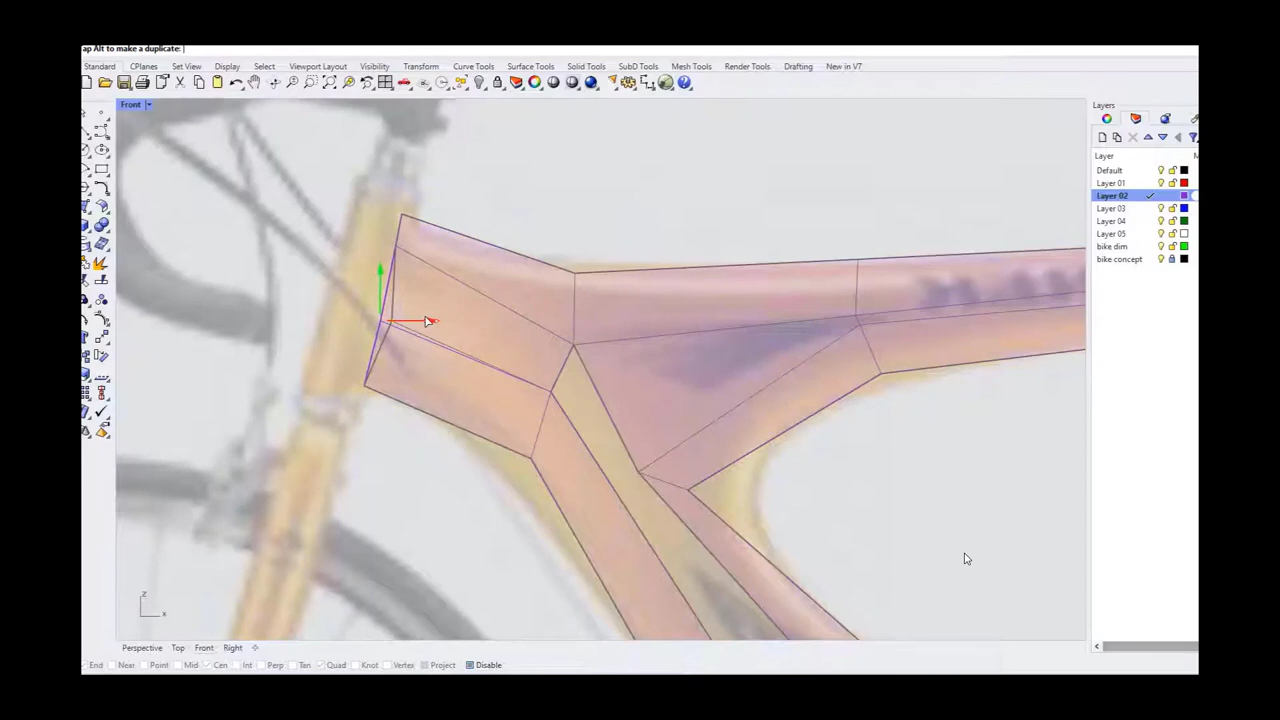 ap Alt to make a duplicate:
Standard CPlanes Set View Display Select Viewport Layout Visibility Transform Curve Tools Surface Tools Solid Tools SubD Tools Mesh Tools Render Tools Drafting New in V7
Front
Layers
Layer M
Default
Layer 01
Layer 02
Layer 03
Layer 04
Layer 05
bike dim
bike concept
z
x
Perspective Top Front Right
End Near Point Mid Cen Int Perp Tan Quad Knot Vertex Project Disable